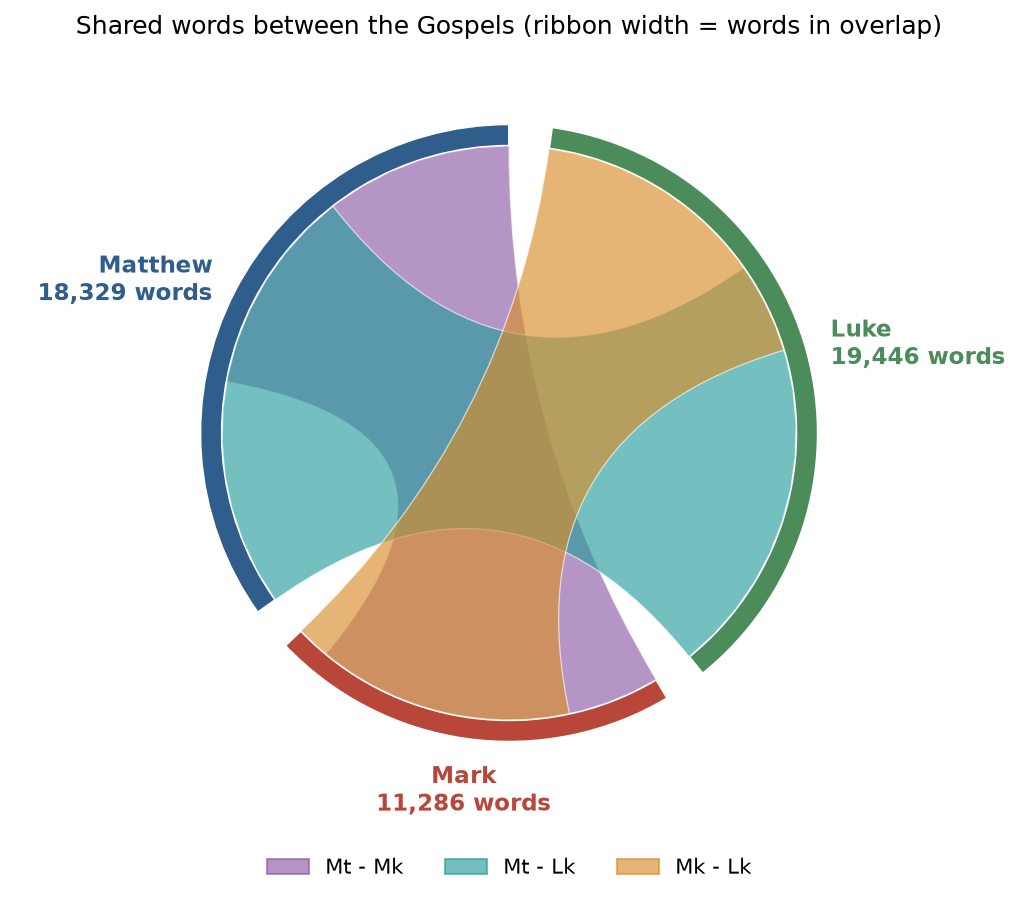 Shared words between the Gospels (ribbon width = words in overlap)
Matthew
18,329 words
Luke
19,446 words
Mark
11,286 words
Mt - Mk
Mt - Lk
Mk - Lk